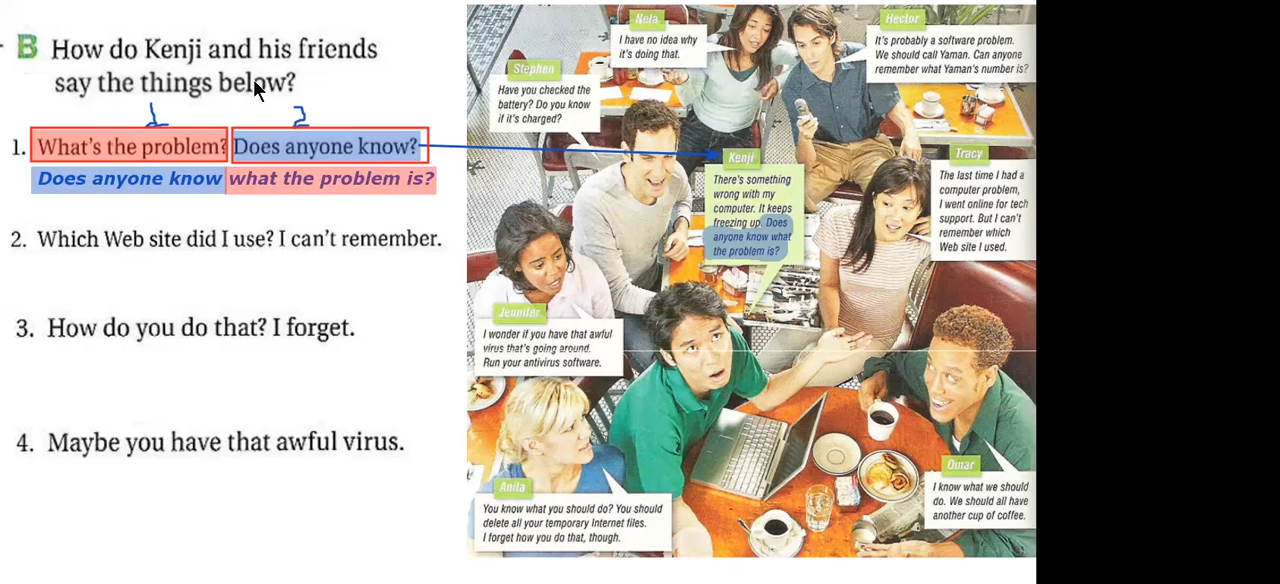 B How do Kenji and his friends
say the things below?
1 2
1. What's the problem? Does anyone know?
Does anyone know what the problem is?
2. Which Web site did I use? I can't remember.
3. How do you do that? I forget.
4. Maybe you have that awful virus.
Nela
I have no idea why
it's doing that.
Hector
It's probably a software problem.
We should call Yaman. Can anyone
remember what Yaman's number is?
Stephen
Have you checked the
battery? Do you know
if it's charged?
Kenji
There's something
wrong with my
computer. It keeps
freezing up. Does
anyone know what
the problem is?
Tracy
The last time I had a
computer problem,
I went online for tech
support. But I can't
remember which
Web site I used.
Jennifer
I wonder if you have that awful
virus that's going around.
Run your antivirus software.
Anita
You know what you should do? You should
delete all your temporary Internet files.
I forget how you do that, though.
Omar
I know what we should
do. We should all have
another cup of coffee.